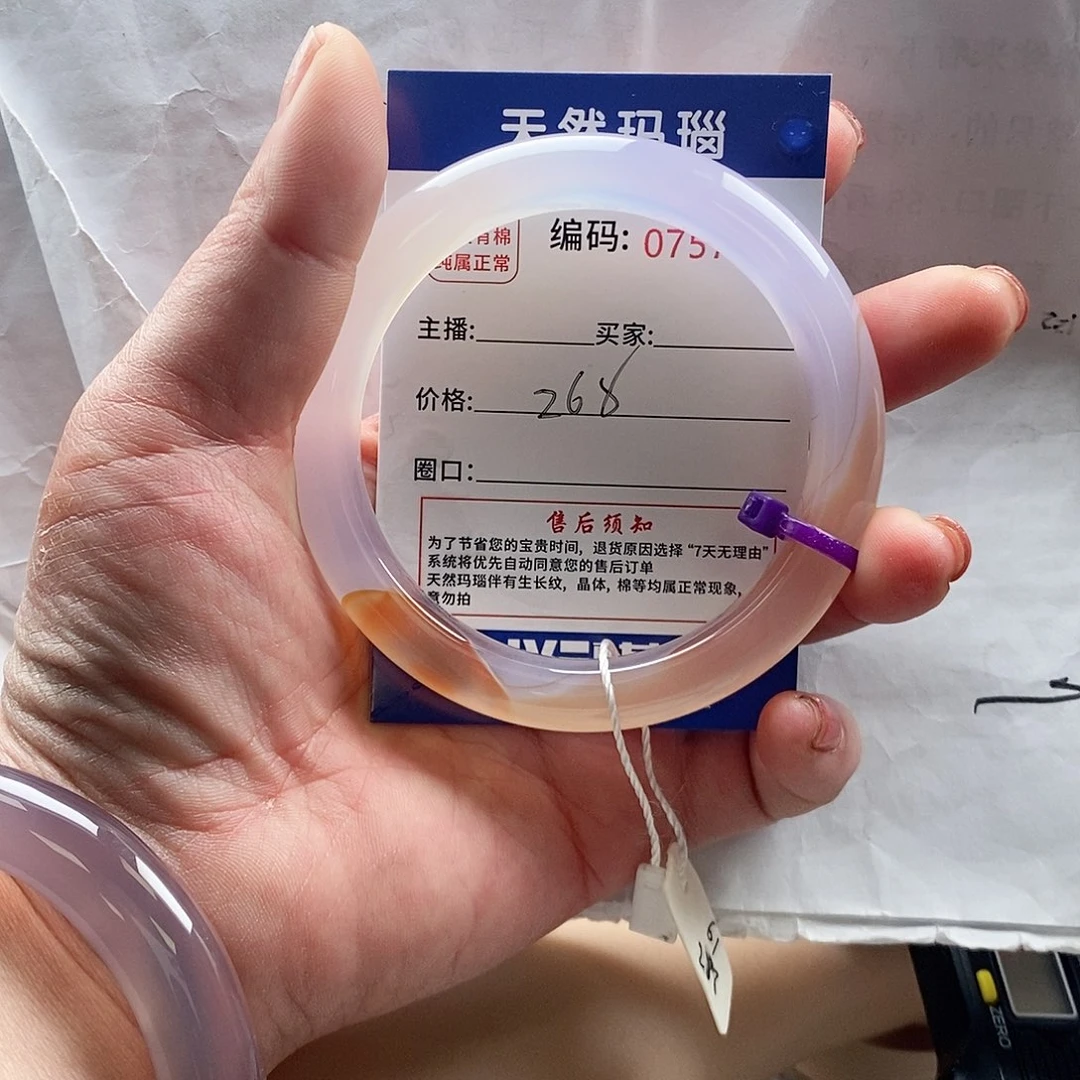 天然玛瑙
有棉
纯属正常
编码: 0757
主播:
买家:
价格: 268
圈口:
售后须知
为了节省您的宝贵时间，退货原因选择“7天无理由”
系统将优先自动同意您的售后订单
天然玛瑙伴有生长纹，晶体，棉等均属正常现象，
意勿拍
ZERO